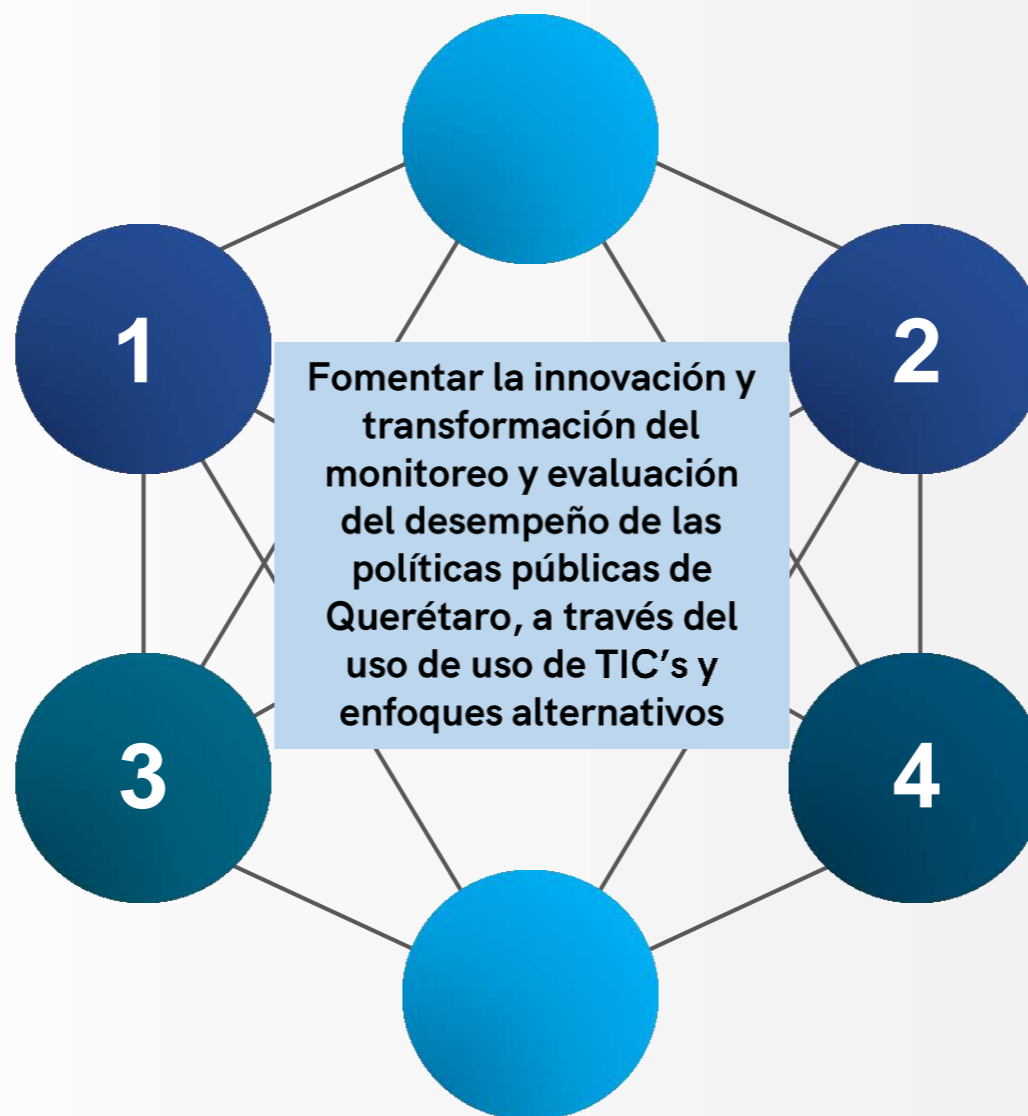 1
2
Fomentar la innovación y
transformación del
monitoreo y evaluación
del desempeño de las
políticas públicas de
Querétaro, a través del
uso de uso de TIC’s y
enfoques alternativos
3
4